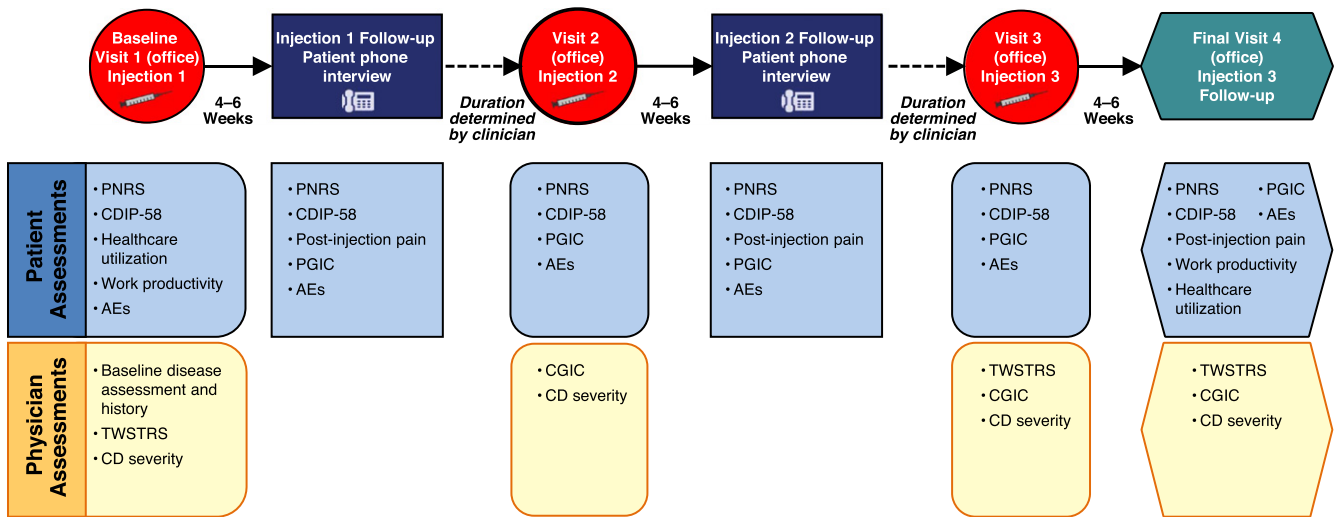 Baseline
Visit 1 (office)
Injection 1
4–6
Weeks
Injection 1 Follow-up
Patient phone
interview
Duration
determined
by clinician
Visit 2
(office)
Injection 2
4–6
Weeks
Injection 2 Follow-up
Patient phone
interview
Duration
determined
by clinician
Visit 3
(office)
Injection 3
4–6
Weeks
Final Visit 4
(office)
Injection 3
Follow-up
Patient
Assessments
• PNRS
• CDIP-58
• Healthcare
utilization
• Work productivity
• AEs
• PNRS
• CDIP-58
• Post-injection pain
• PGIC
• AEs
• PNRS
• CDIP-58
• PGIC
• AEs
• PNRS
• CDIP-58
• Post-injection pain
• PGIC
• AEs
• PNRS
• CDIP-58
• PGIC
• AEs
• PNRS • PGIC
• CDIP-58 • AEs
• Post-injection pain
• Work productivity
• Healthcare
utilization
Physician
Assessments
• Baseline disease
assessment and
history
• TWSTRS
• CD severity
• CGIC
• CD severity
• TWSTRS
• CGIC
• CD severity
• TWSTRS
• CGIC
• CD severity